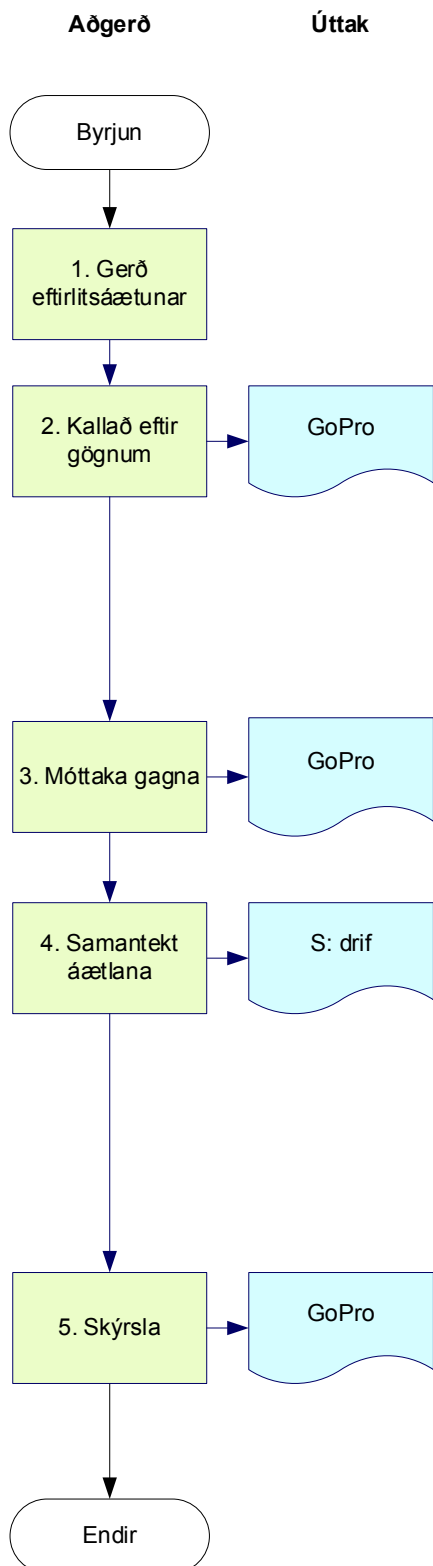 Aðgerð Úttak
Byrjun
1. Gerð
eftirlitsáætunar
2. Kallað eftir
gögnum
GoPro
3. Móttaka gagna
GoPro
4. Samantekt
áætlana
S: drif
5. Skýrsla
GoPro
Endir